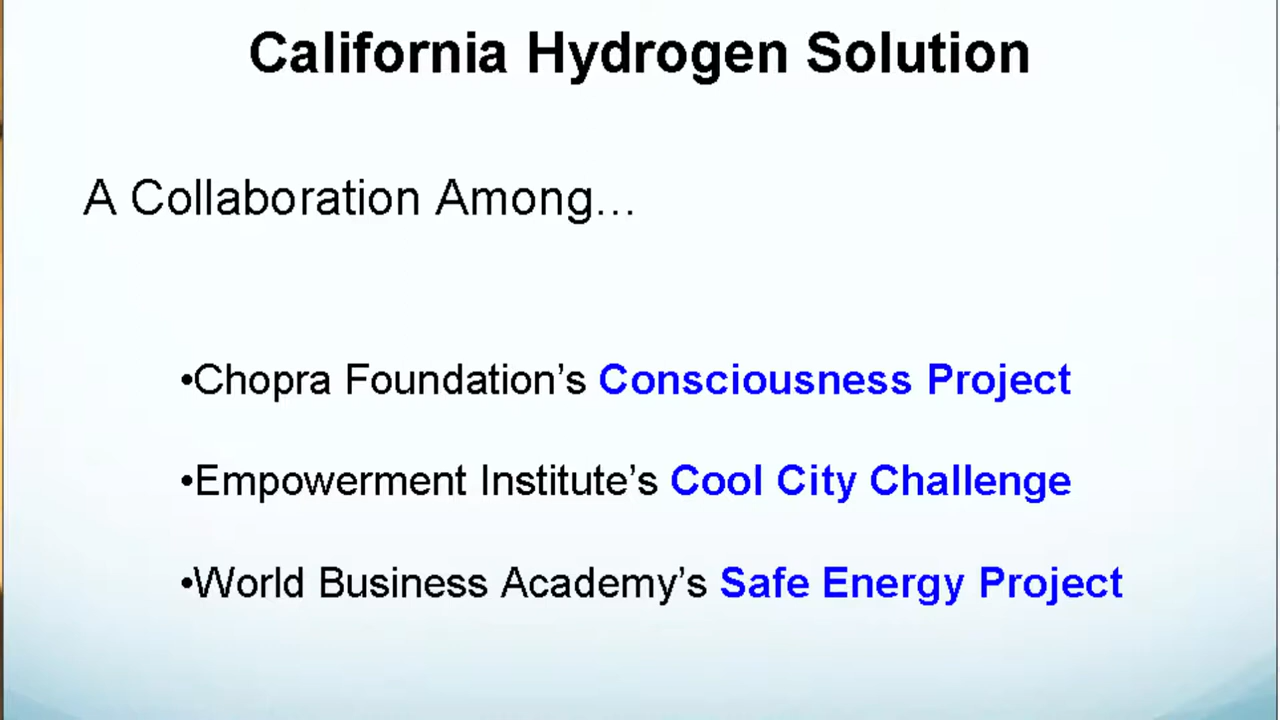 California Hydrogen Solution
A Collaboration Among...
•Chopra Foundation’s Consciousness Project
•Empowerment Institute’s Cool City Challenge
•World Business Academy’s Safe Energy Project